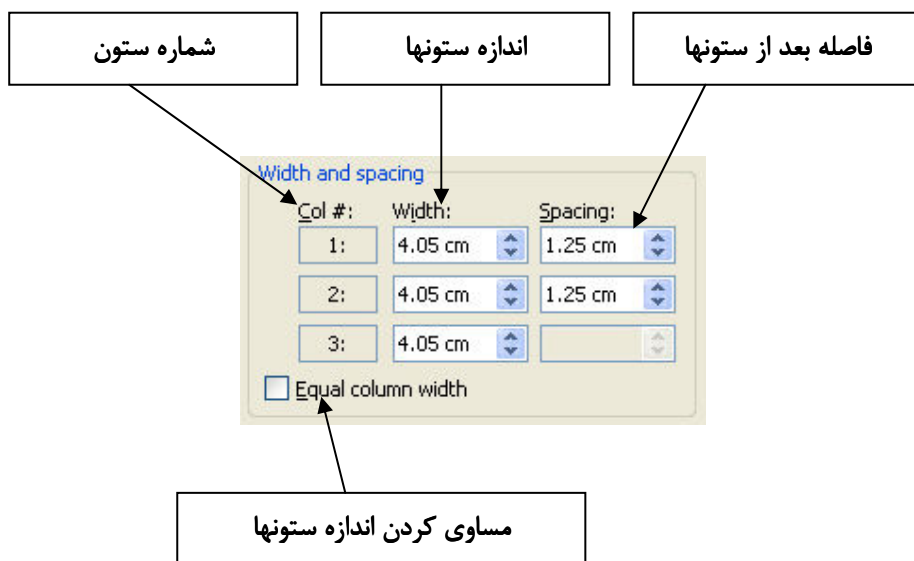 شماره ستون
اندازه ستونها
فاصله بعد از ستونها
Width and spacing
Col #: Width: Spacing:
1: 4.05 cm 1.25 cm
2: 4.05 cm 1.25 cm
3: 4.05 cm
Equal column width
مساوی کردن اندازه ستونها